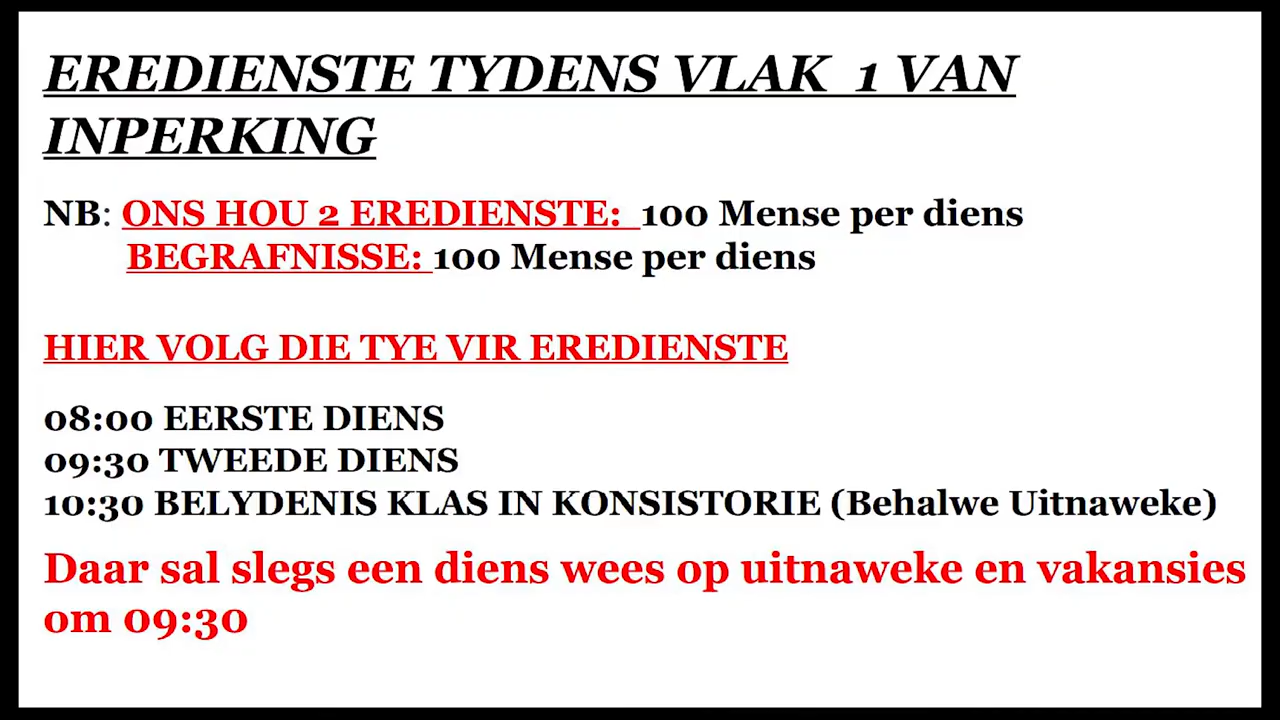 EREDIENSTE TYDENS VLAK 1 VAN
INPERKING
NB: ONS HOU 2 EREDIENSTE: 100 Mense per diens
BEGRAFNISSE: 100 Mense per diens
HIER VOLG DIE TYE VIR EREDIENSTE
08:00 EERSTE DIENS
09:30 TWEEDE DIENS
10:30 BELYDENIS KLAS IN KONSISTORIE (Behalwe Uitnaweke)
Daar sal slegs een diens wees op uitnaweke en vakansies
om 09:30